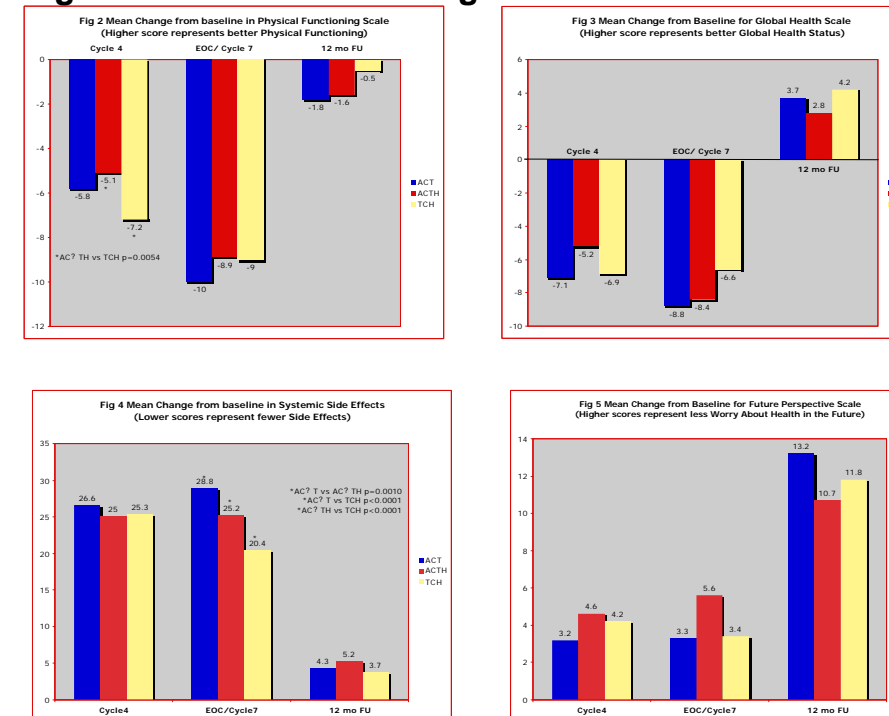 Fig 2 Mean Change from baseline in Physical Functioning Scale
(Higher score represents better Physical Functioning)
Cycle 4 EOC/ Cycle 7 12 mo FU
0
-2
-4
-6
-8
-10
-12
-5.8 -5.1 -7.2
* *
-10 -8.9 -9
-1.8 -1.6 -0.5
*AC? TH vs TCH p=0.0054
ACT
ACTH
TCH
Fig 3 Mean Change from Baseline for Global Health Scale
(Higher score represents better Global Health Status)
6
4
2
0
-2
-4
-6
-8
-10
Cycle 4 EOC/ Cycle 7 12 mo FU
-7.1 -5.2 -6.9
-8.8 -8.4 -6.6
3.7 2.8 4.2
Fig 4 Mean Change from baseline in Systemic Side Effects
(Lower scores represent fewer Side Effects)
35
30
25
20
15
10
5
0
26.6 25 25.3
* * *
28.8 25.2 20.4
4.3 5.2 3.7
*AC? T vs AC? TH p=0.0010
*AC? T vs TCH p<0.0001
*AC? TH vs TCH p<0.0001
ACT
ACTH
TCH
Cycle4 EOC/Cycle7 12 mo FU
Fig 5 Mean Change from Baseline for Future Perspective Scale
(Higher scores represent less Worry About Health in the Future)
14
12
10
8
6
4
2
0
3.2 4.6 4.2
3.3 5.6 3.4
13.2 10.7 11.8
Cycle4 EOC/Cycle7 12 mo FU